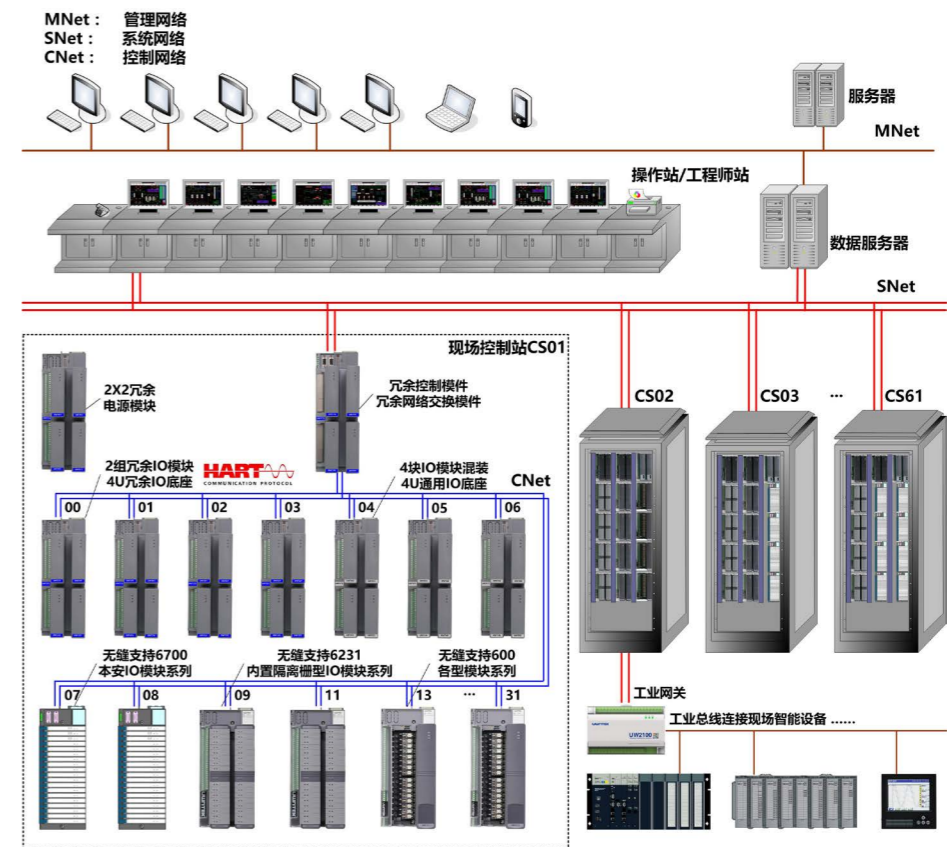 MNet： 管理网络
SNet： 系统网络
CNet： 控制网络
服务器
MNet
操作站/工程师站
数据服务器
SNet
现场控制站CS01
2X2冗余
电源模块
冗余控制模件
冗余网络交换模件
CS02
CS03
...
CS61
2组冗余IO模块
4U冗余IO底座
HART
COMMUNICATION PROTOCOL
4块IO模块混装
4U通用IO底座
CNet
00
01
02
03
04
05
06
无缝支持6700
本安IO模块系列
无缝支持6231
内置隔离栅型IO模块系列
无缝支持600
各型模块系列
07
08
09
11
13
...
31
工业网关
工业总线连接现场智能设备 ......
UW2100